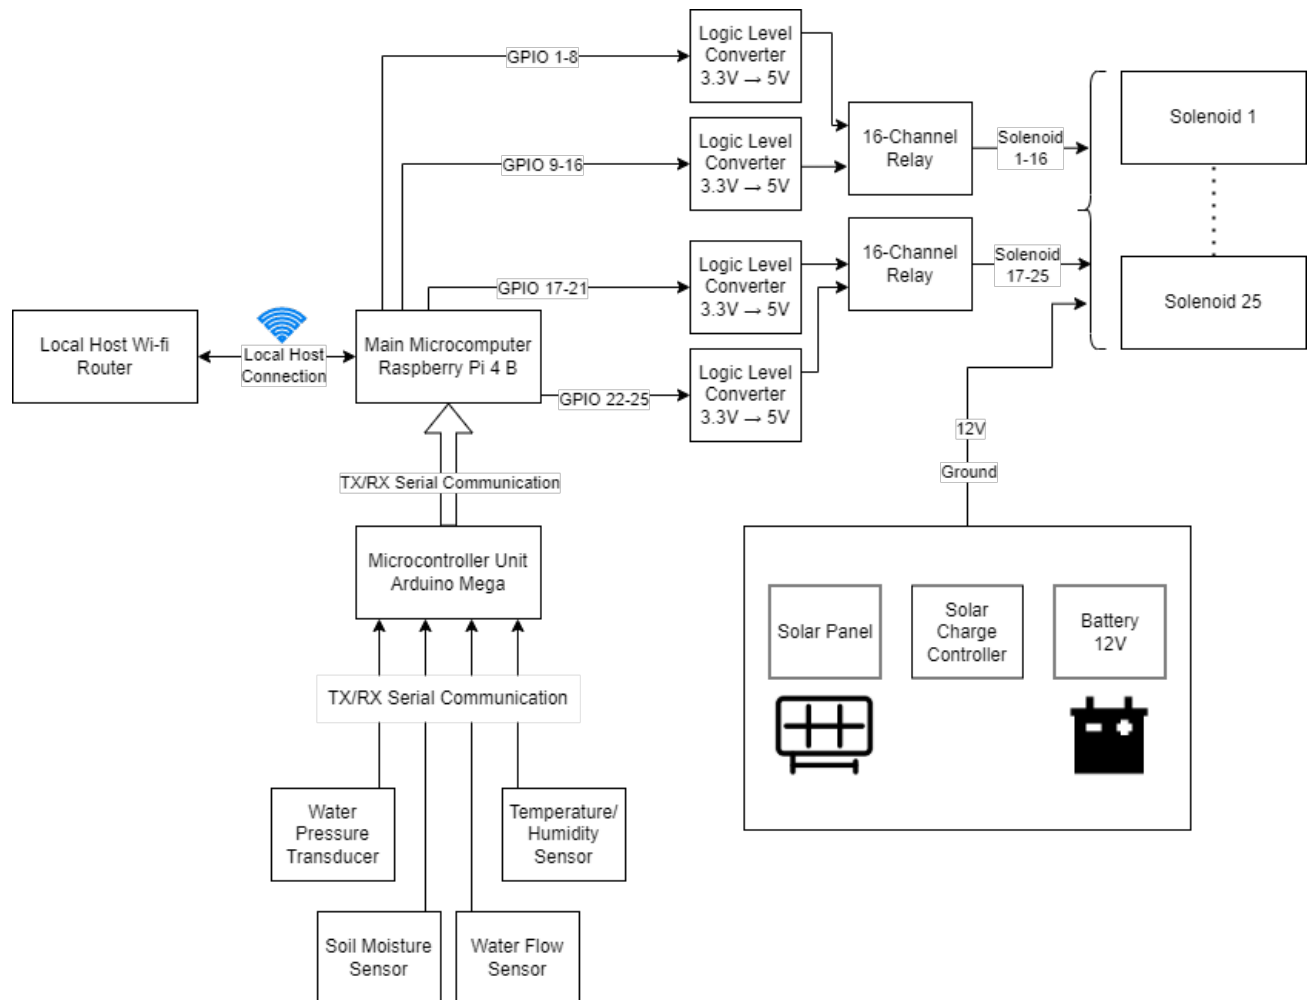 Logic Level
Converter
3.3V → 5V
GPIO 1-8
Logic Level
Converter
3.3V → 5V
GPIO 9-16
16-Channel
Relay
Solenoid
1-16
Solenoid 1
Logic Level
Converter
3.3V → 5V
GPIO 17-21
16-Channel
Relay
Solenoid
17-25
Solenoid 25
Local Host Wi-fi
Router
Local Host
Connection
Main Microcomputer
Raspberry Pi 4 B
Logic Level
Converter
3.3V → 5V
GPIO 22-25
12V
Ground
TX/RX Serial Communication
Microcontroller Unit
Arduino Mega
TX/RX Serial Communication
Solar Panel
Solar
Charge
Controller
Battery
12V
Water
Pressure
Transducer
Temperature/
Humidity
Sensor
Soil Moisture
Sensor
Water Flow
Sensor